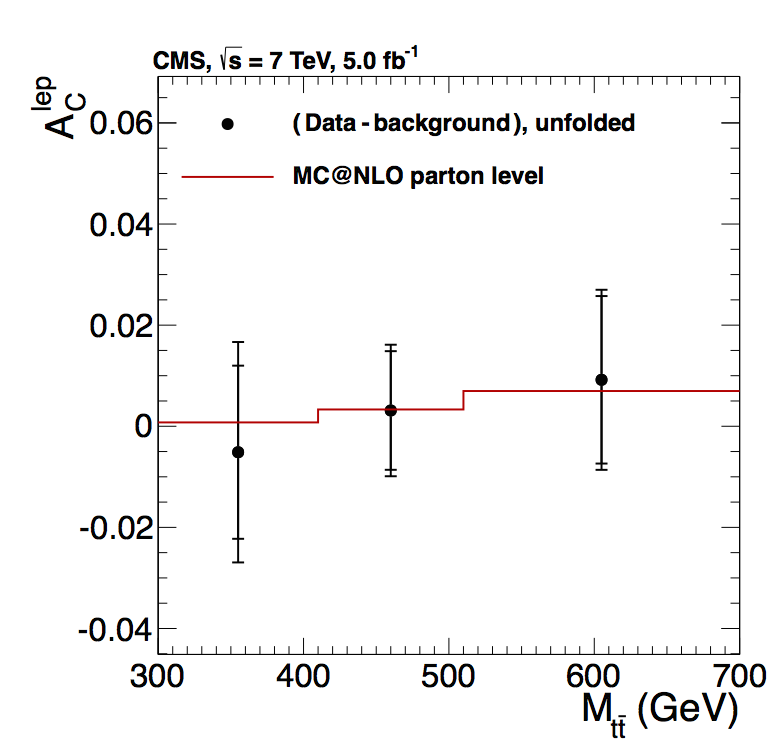 CMS, √s = 7 TeV, 5.0 fb⁻¹
A_C^lep
0.06
(Data - background), unfolded
MC@NLO parton level
0.04
0.02
0
-0.02
-0.04
300 400 500 600 700
M_tt̄ (GeV)